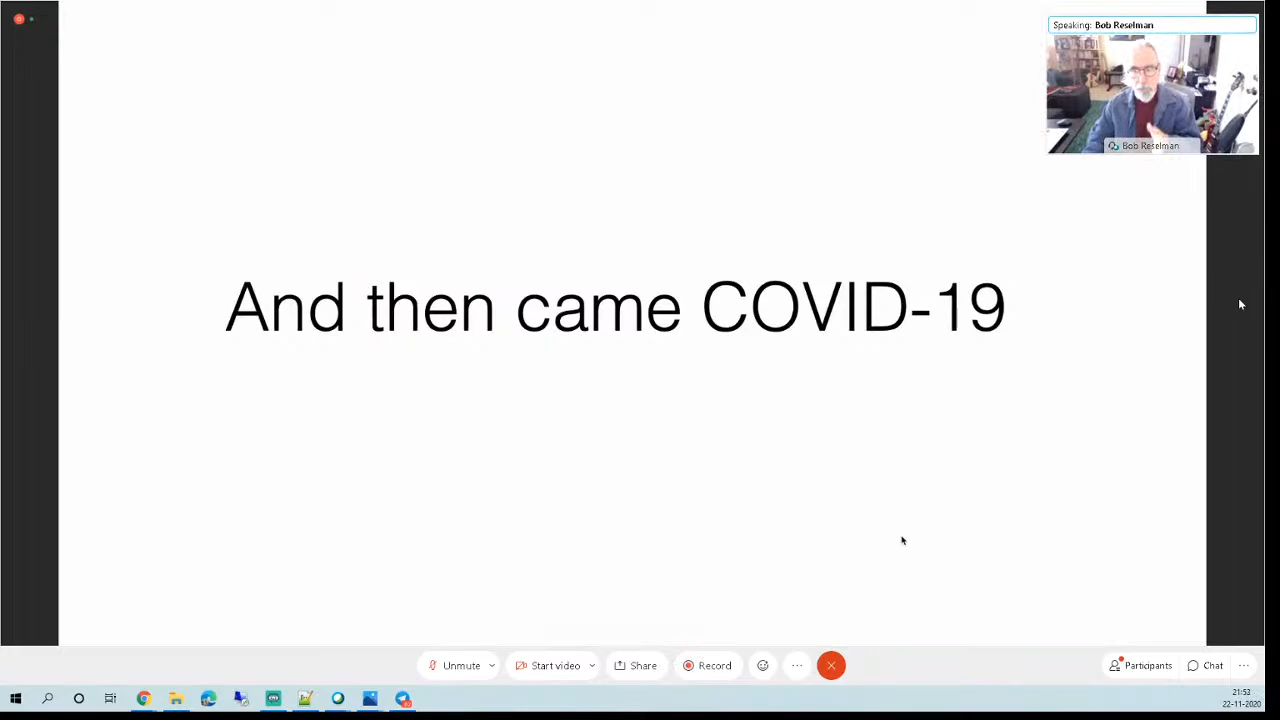 Speaking: Bob Reselman
Bob Reselman
And then came COVID-19
Unmute
Start video
Share
Record
Participants
Chat
21:53
22-11-2020